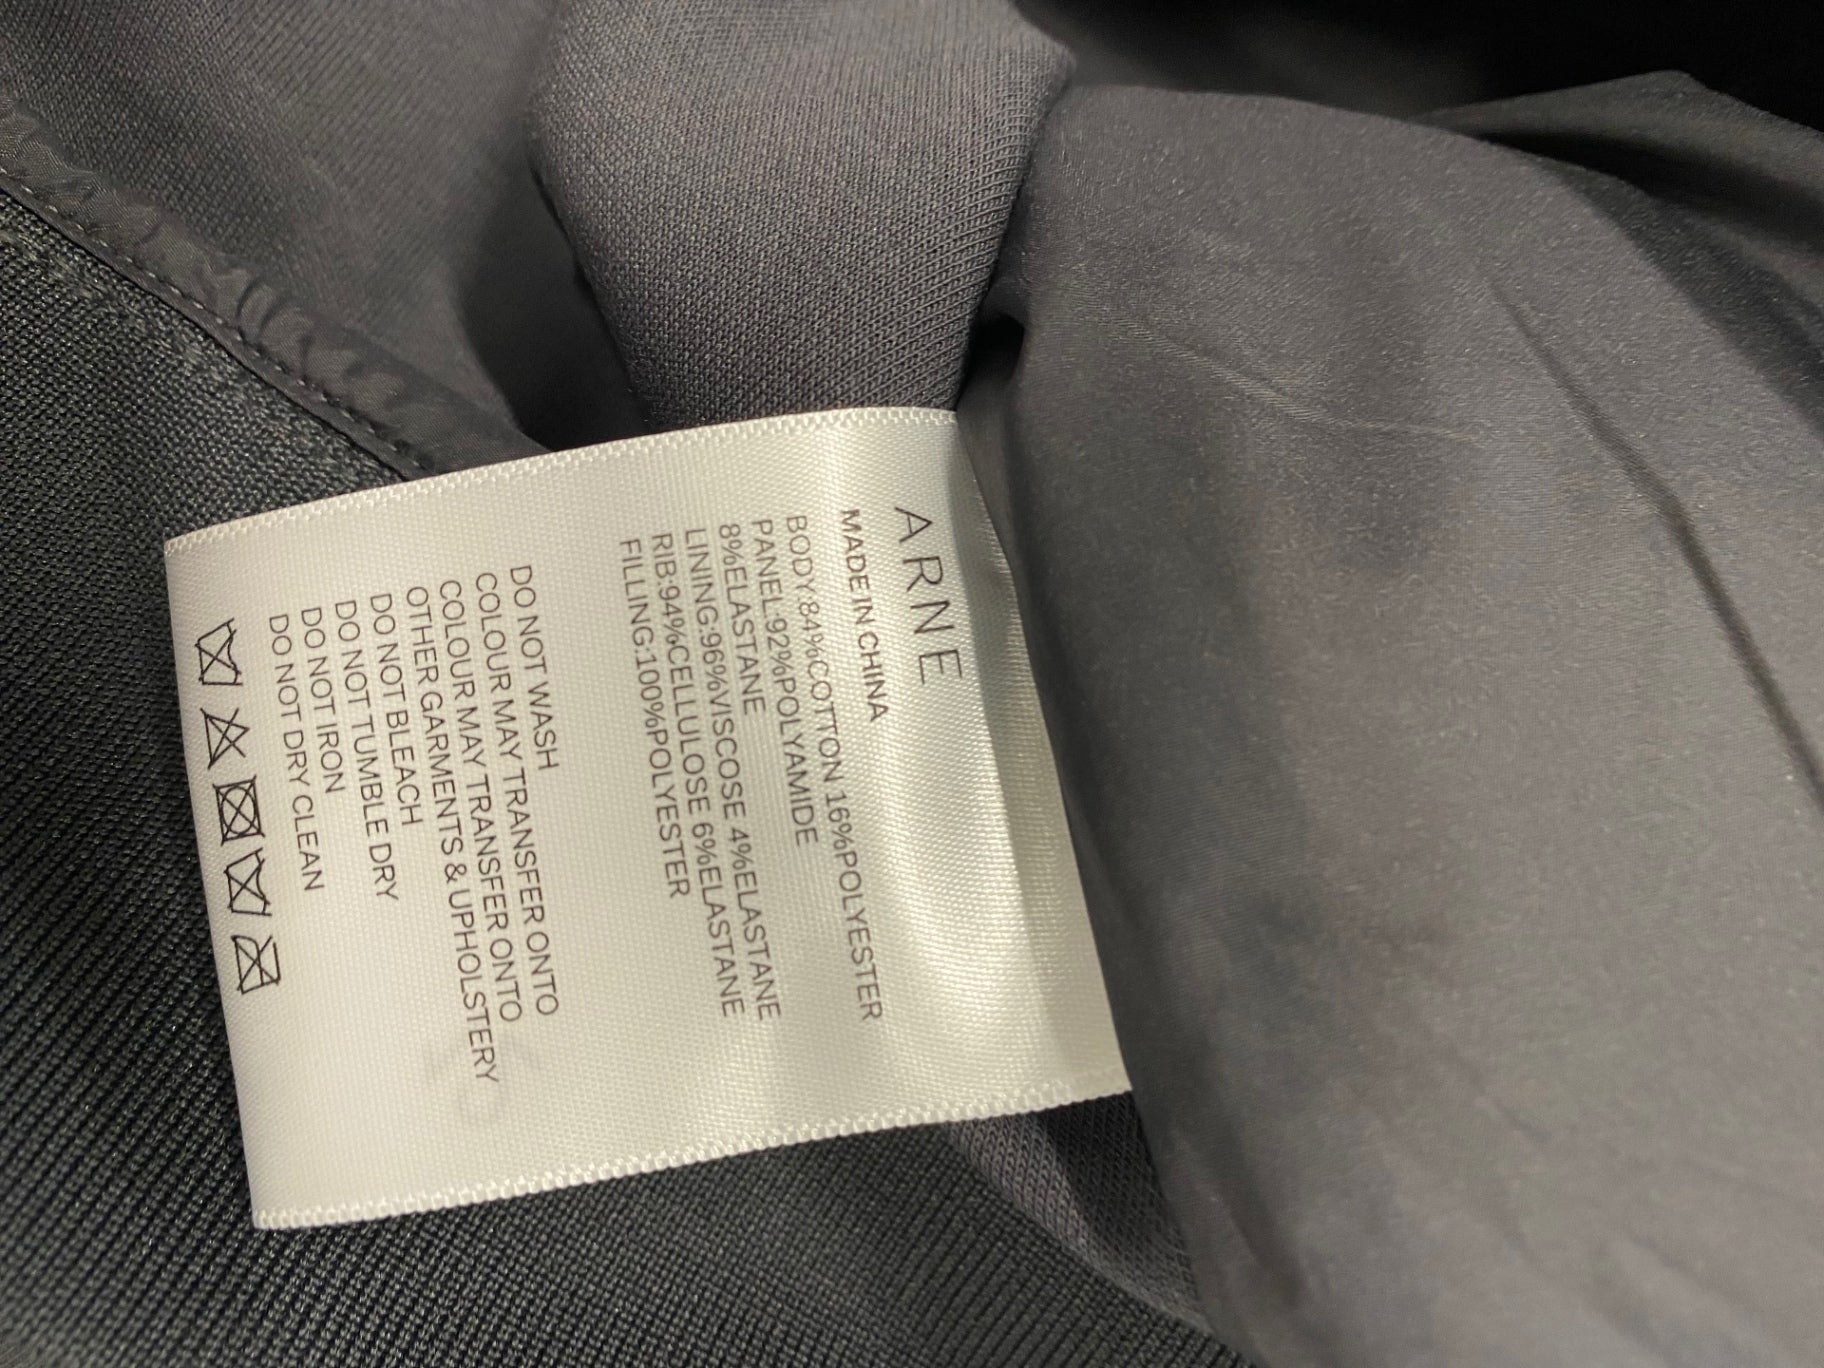 ARNE
MADE IN CHINA
BODY:84%COTTON 16%POLYESTER
PANEL:92%POLYAMIDE
8%ELASTANE
LINING:96%VISCOSE 4%ELASTANE
RIB:94%CELLULOSE 6%ELASTANE
FILLING:100%POLYESTER
DO NOT WASH
COLOUR MAY TRANSFER ONTO
COLOUR MAY TRANSFER ONTO
OTHER GARMENTS & UPHOLSTERY
DO NOT BLEACH
DO NOT TUMBLE DRY
DO NOT IRON
DO NOT DRY CLEAN